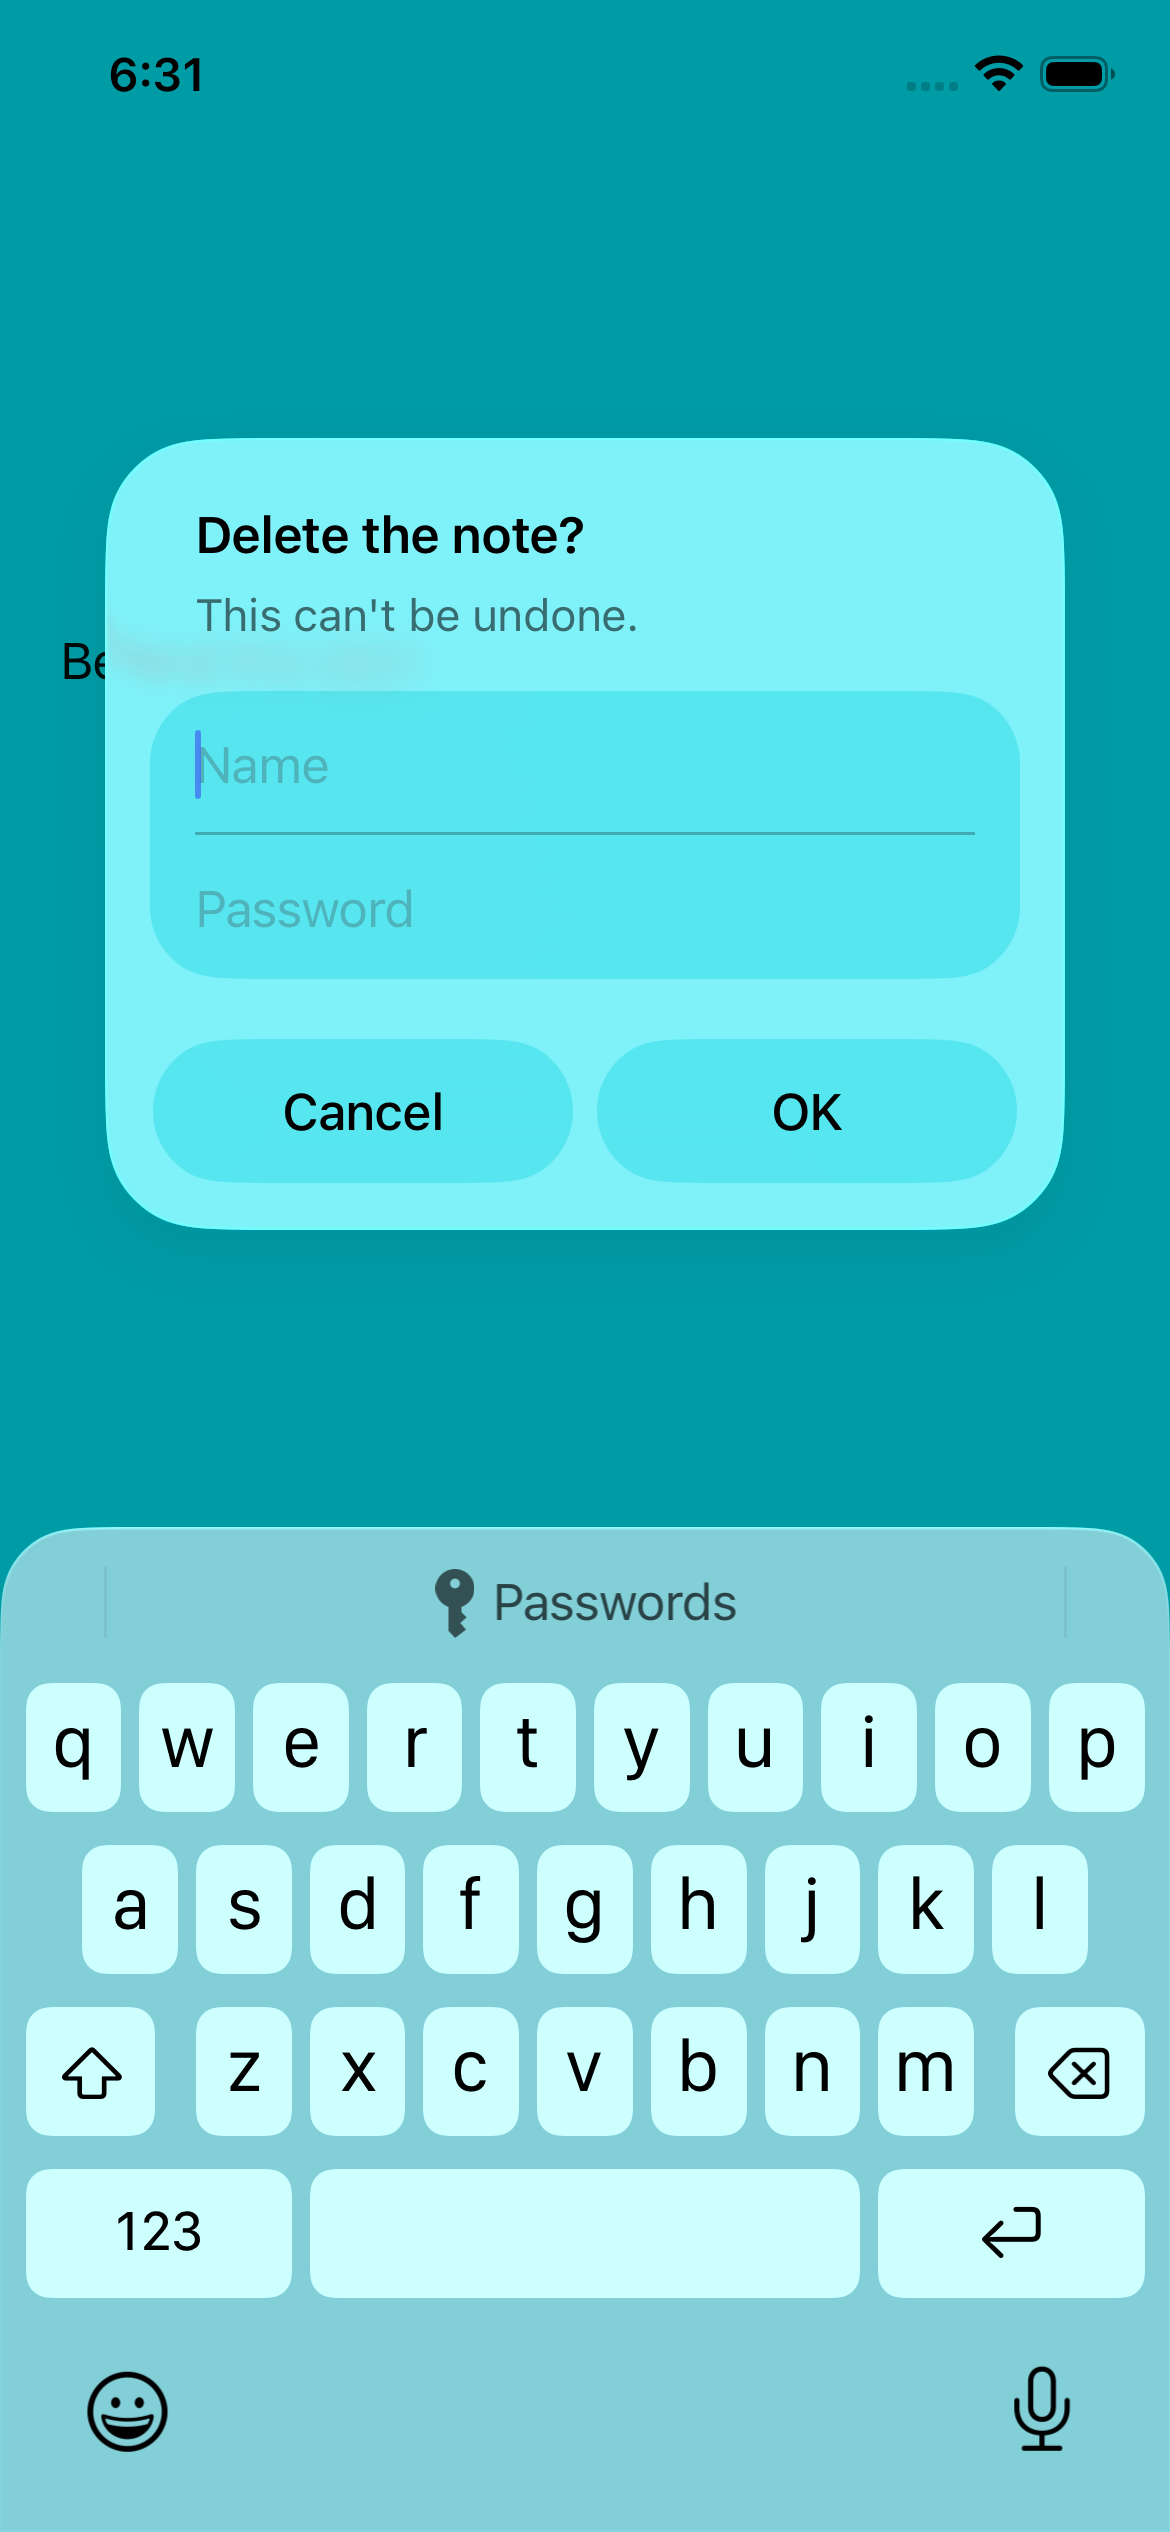 6:31
Delete the note?
This can't be undone.
Name
Password
Cancel
OK
Passwords
q w e r t y u i o p
a s d f g h j k l
z x c v b n m
123